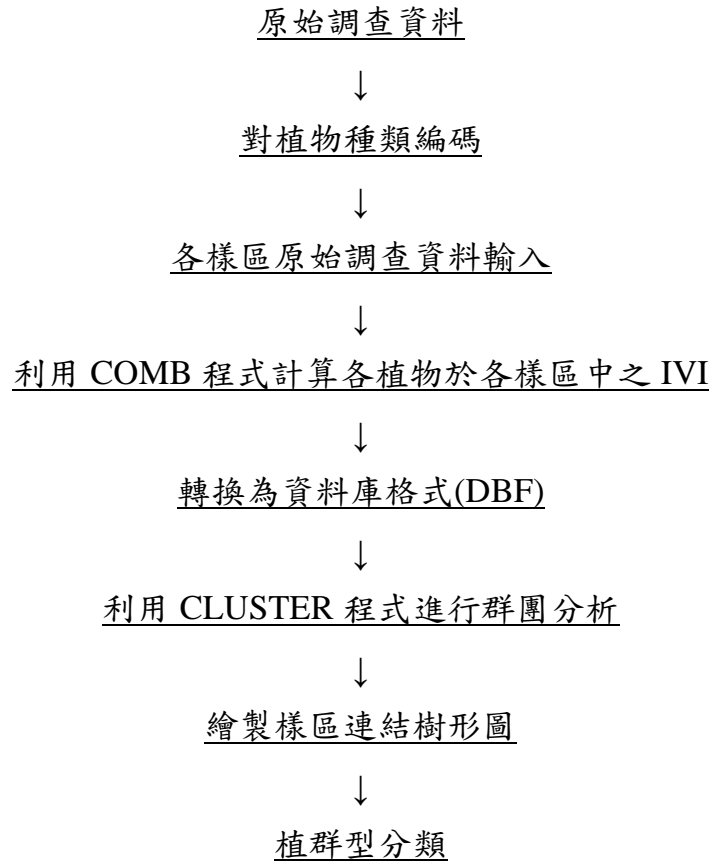 原始調查資料
↓
對植物種類編碼
↓
各樣區原始調查資料輸入
↓
利用 COMB 程式計算各植物於各樣區中之 IVI
↓
轉換為資料庫格式(DBF)
↓
利用 CLUSTER 程式進行群團分析
↓
繪製樣區連結樹形圖
↓
植群型分類